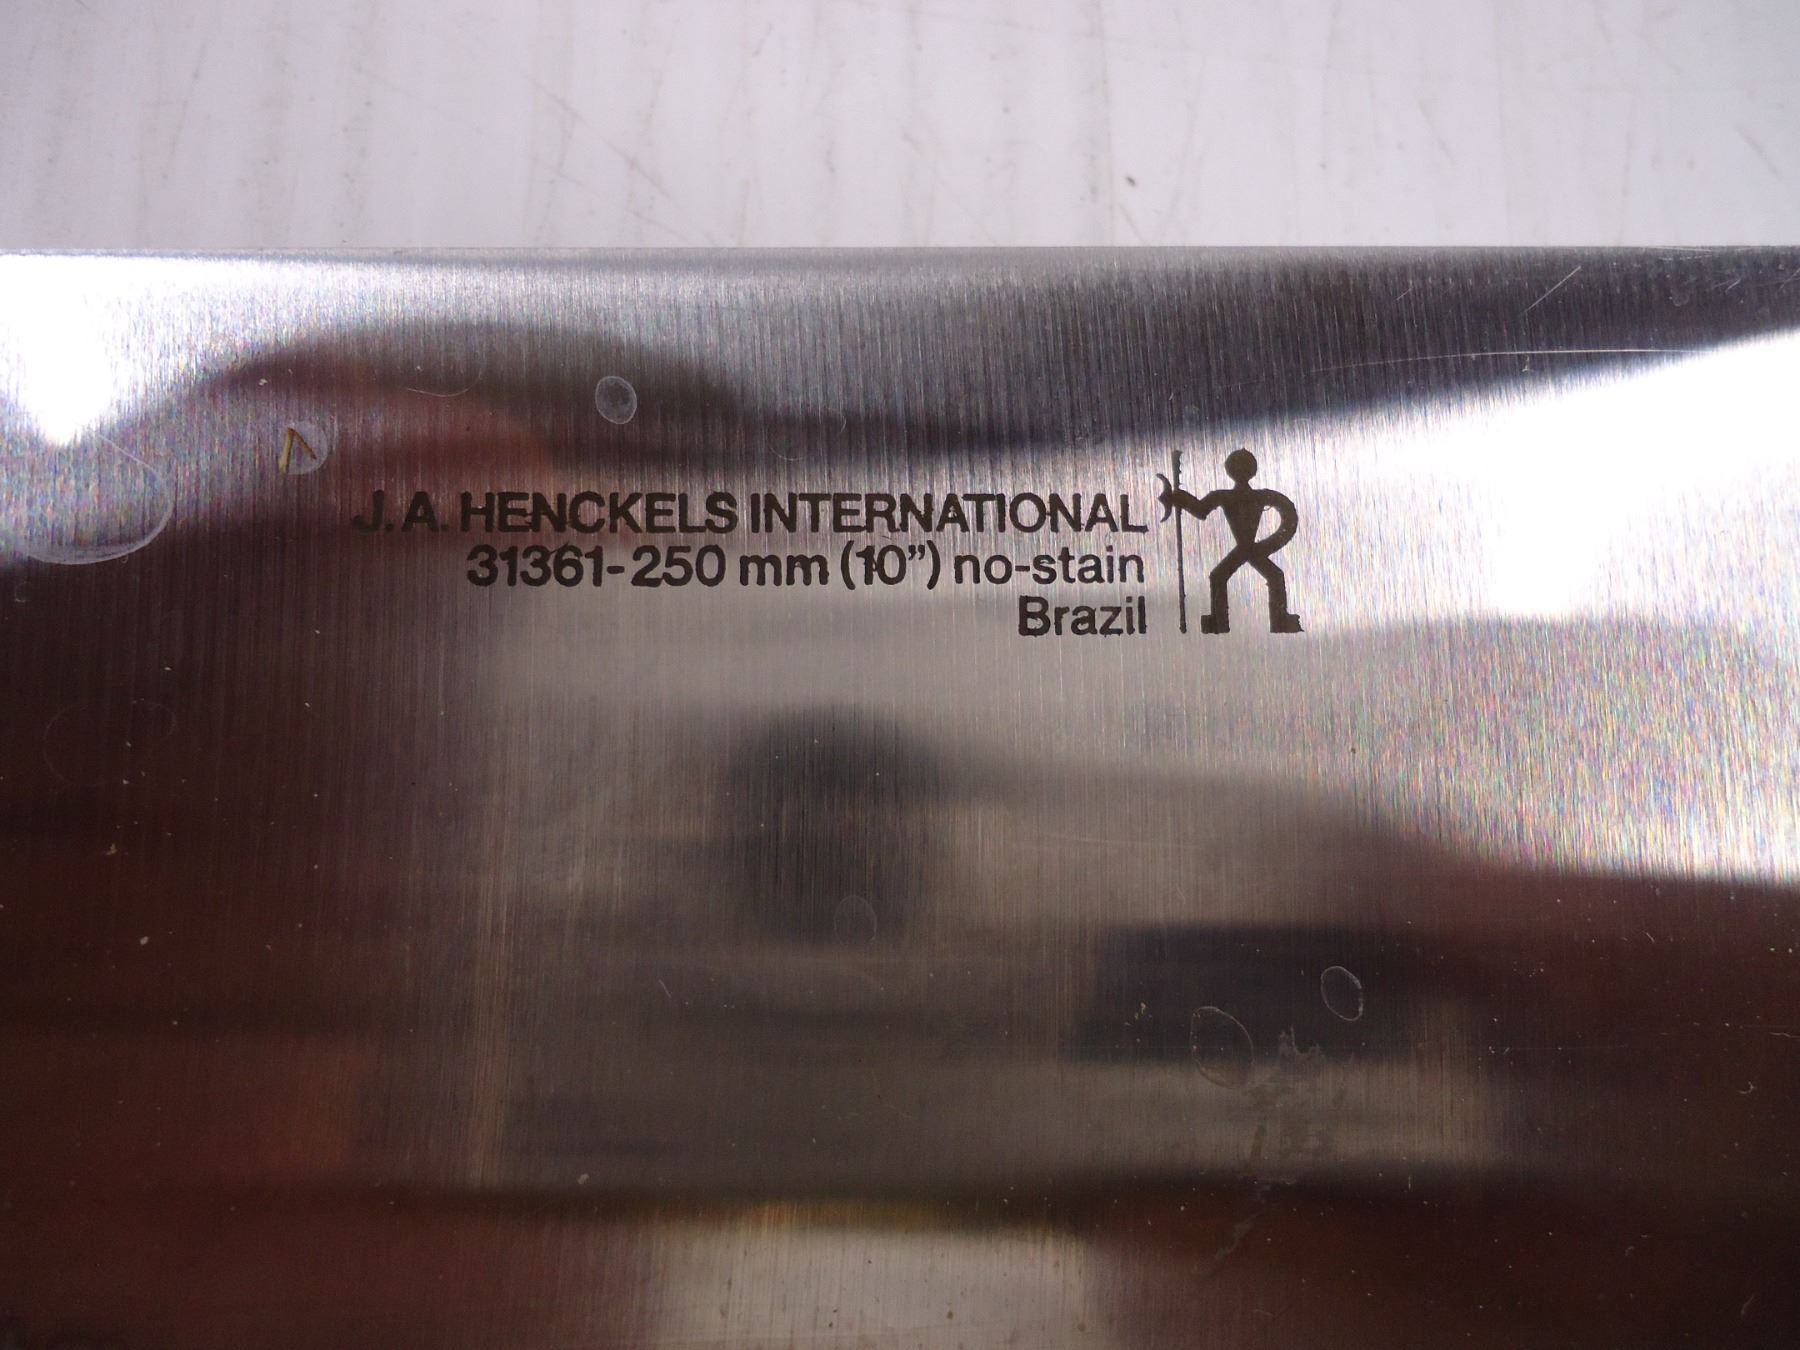 J.A. HENCKELS INTERNATIONAL
31361-250 mm (10") no-stain
Brazil